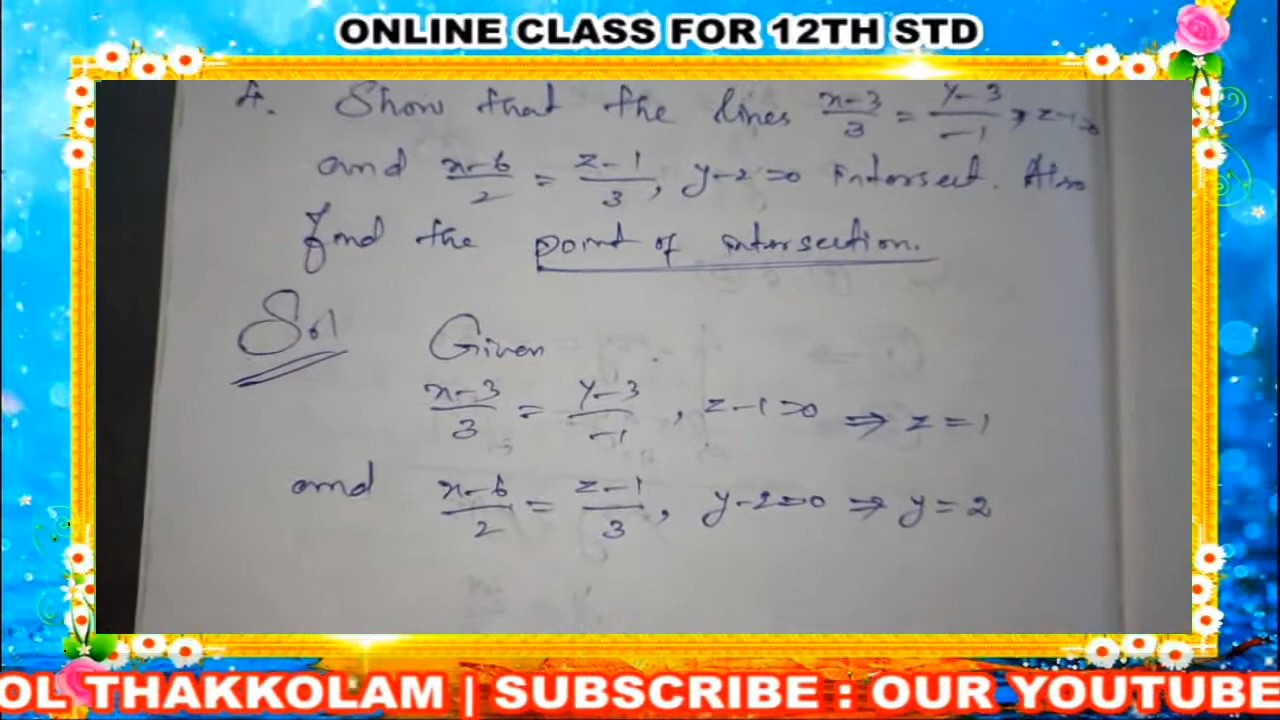 ONLINE CLASS FOR 12TH STD
4. Show that the lines x-3/3 = y-3/-1, z-1=0
and x-6/2 = z-1/3, y-2=0 intersect. Also
find the point of intersection.
Sol
Given
x-3/3 = y-3/-1, z-1=0 ⇒ z=1
and x-6/2 = z-1/3, y-2=0 ⇒ y=2
OL THAKKOLAM | SUBSCRIBE : OUR YOUTUBE